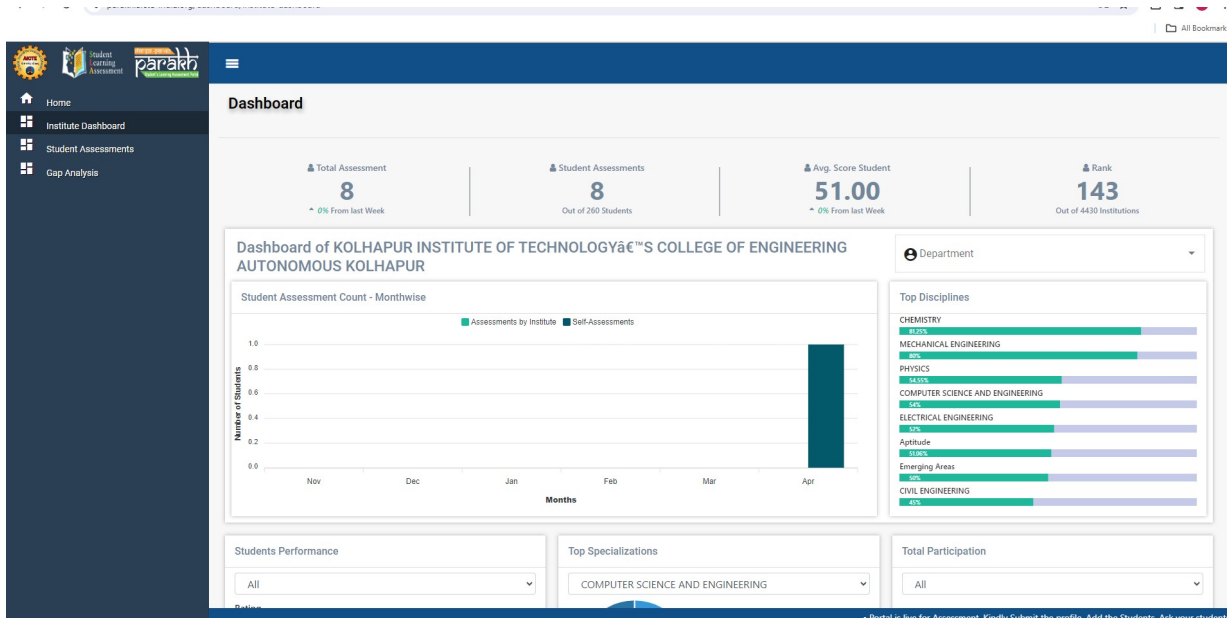 All Bookmark
AICTE
Student
Learning
Assessment
parakh
Home
Institute Dashboard
Student Assessments
Gap Analysis
Dashboard
Total Assessment
8
0% From last Week
Student Assessments
8
Out of 260 Students
Avg. Score Student
51.00
0% From last Week
Rank
143
Out of 4430 Institutions
Dashboard of KOLHAPUR INSTITUTE OF TECHNOLOGYâ€™S COLLEGE OF ENGINEERING
AUTONOMOUS KOLHAPUR
Department
Student Assessment Count - Monthwise
Assessments by Institute Self-Assessments
1.0
0.8
0.6
0.4
0.2
0.0
Number of Students
Nov Dec Jan Feb Mar Apr
Months
Top Disciplines
CHEMISTRY
81.25%
MECHANICAL ENGINEERING
80%
PHYSICS
54.55%
COMPUTER SCIENCE AND ENGINEERING
54%
ELECTRICAL ENGINEERING
52%
Aptitude
51.06%
Emerging Areas
50%
CIVIL ENGINEERING
45%
Students Performance
All
Top Specializations
COMPUTER SCIENCE AND ENGINEERING
Total Participation
All
• Portal is live for Assessment. Kindly Submit the profile, Add the Students, Ask your student